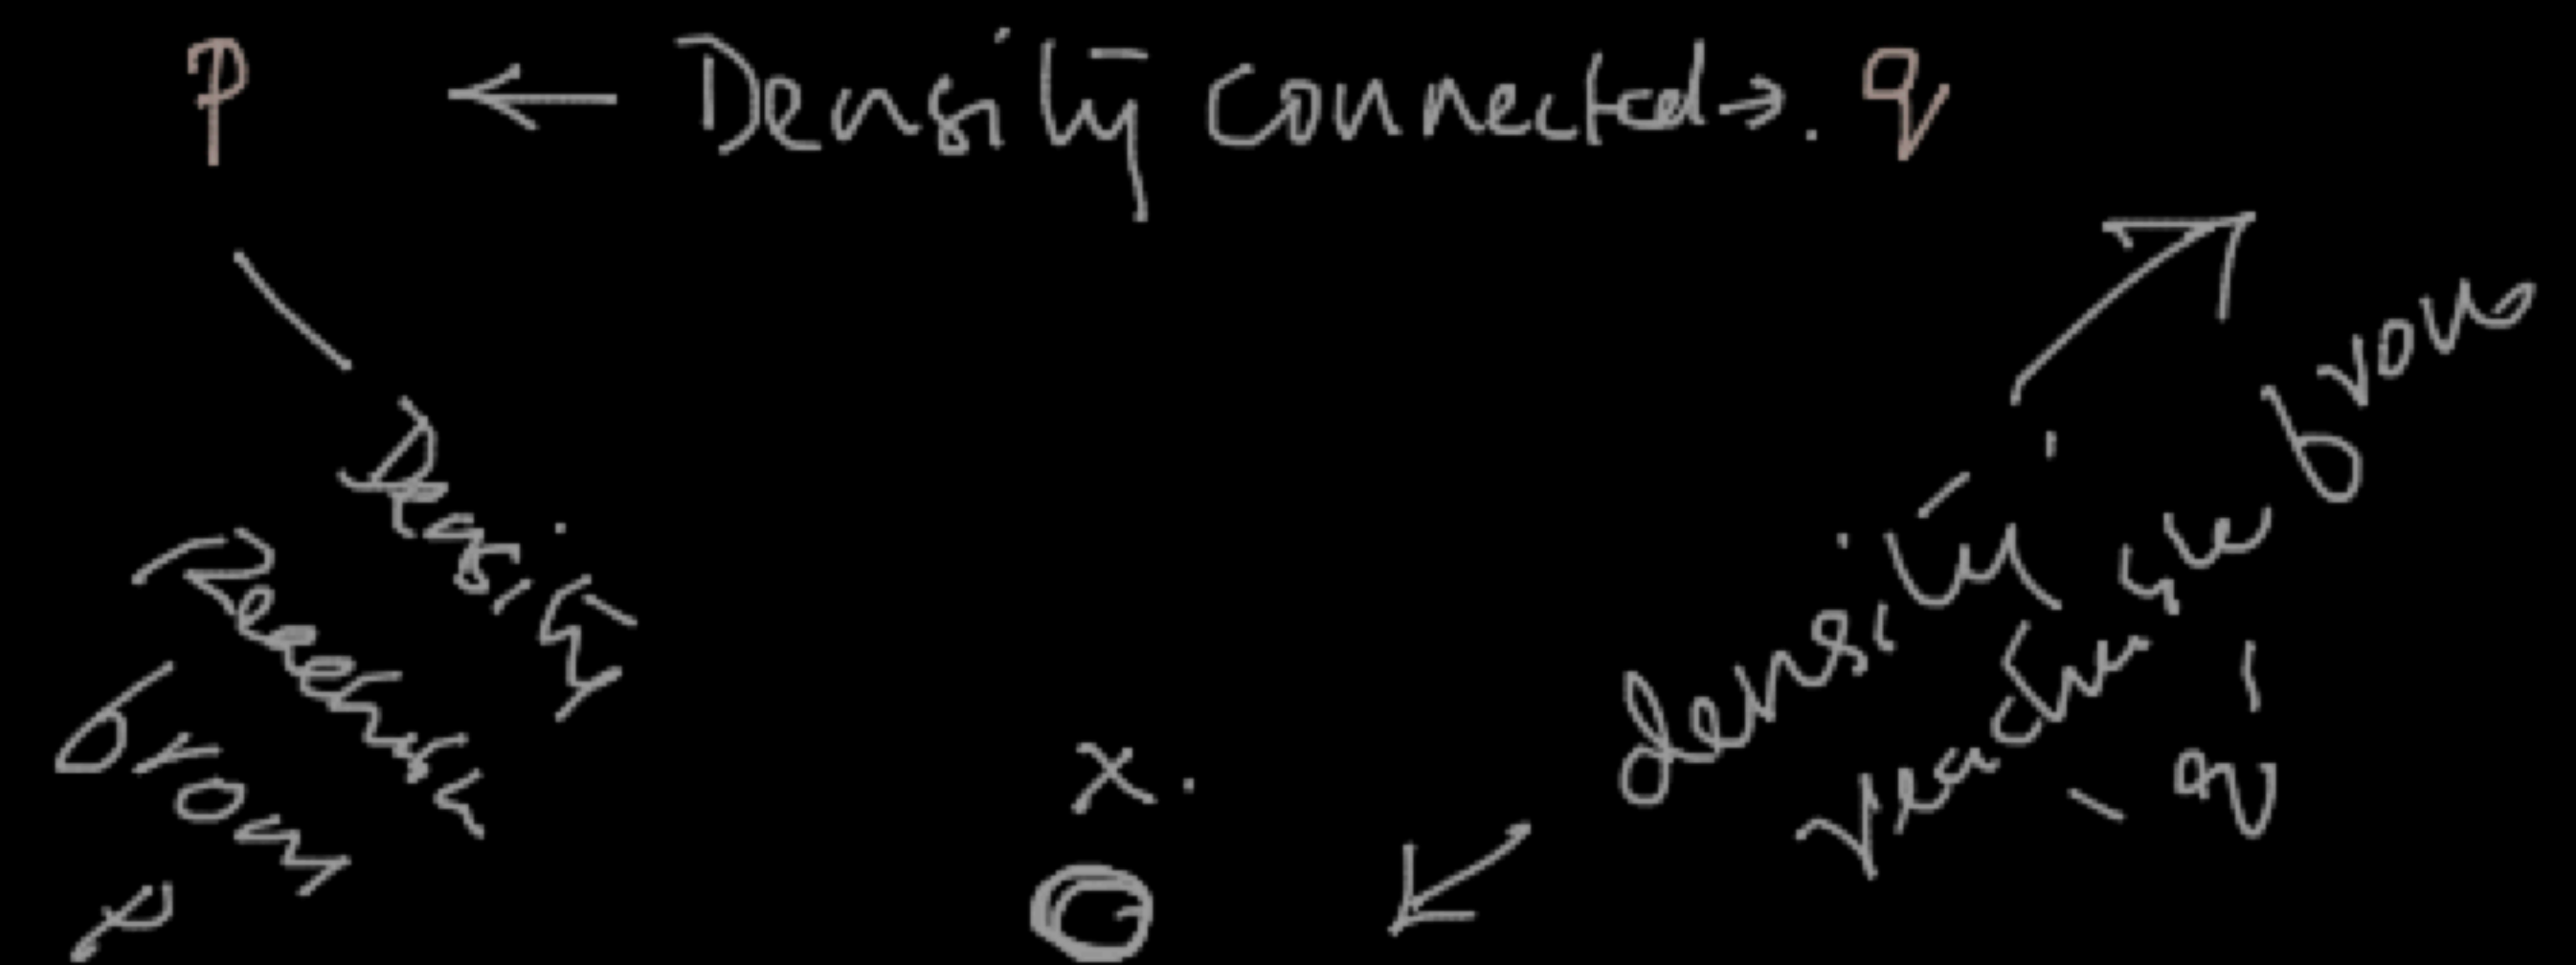 p ← Density connected → . q
Density
Reachable
from
p
x.
density
reachable from
q